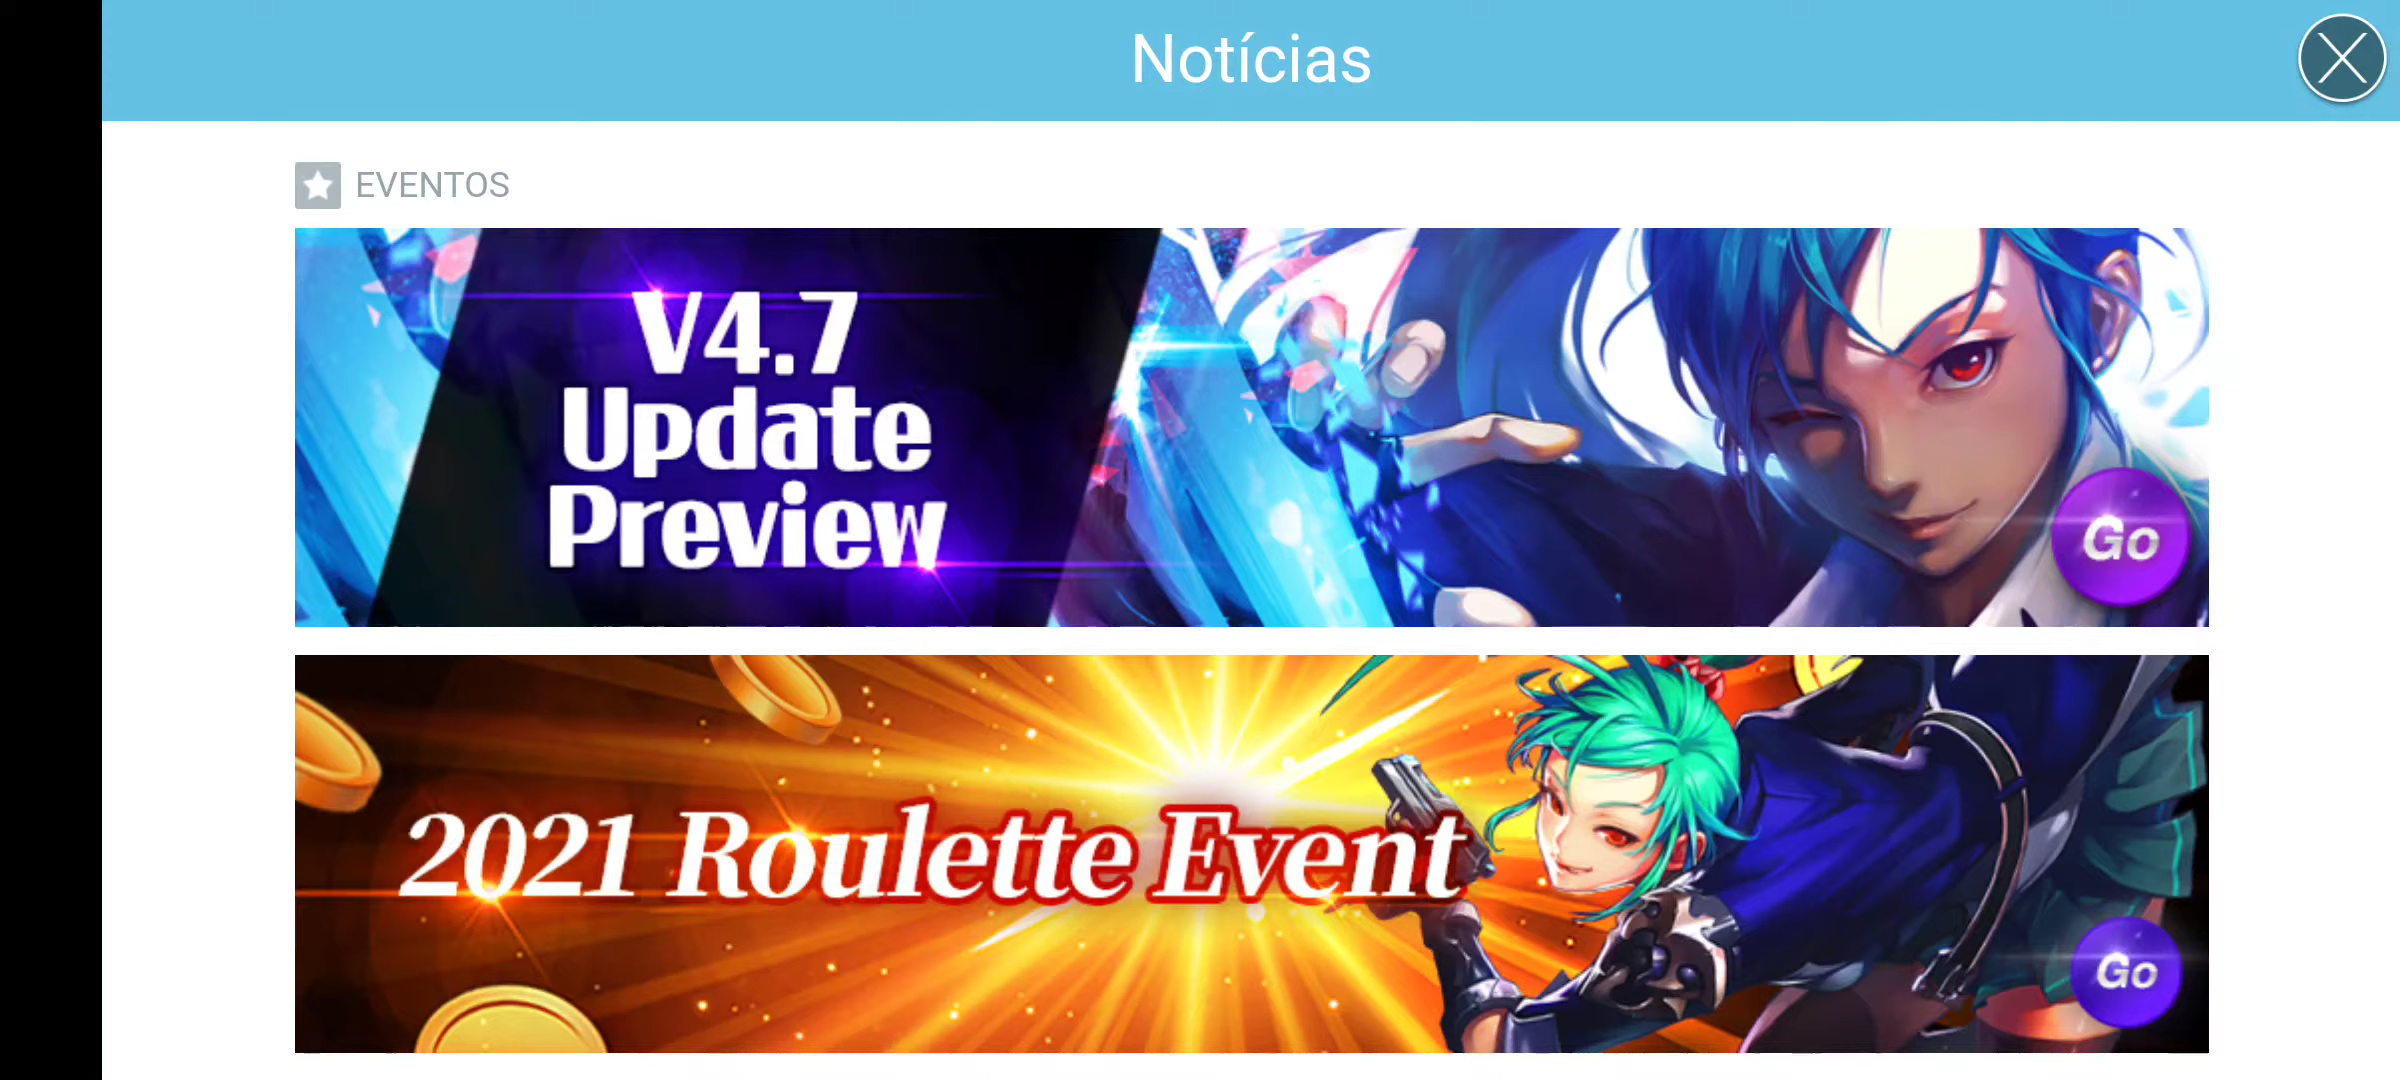 Notícias
EVENTOS
V4.7
Update
Preview
Go
2021 Roulette Event
Go